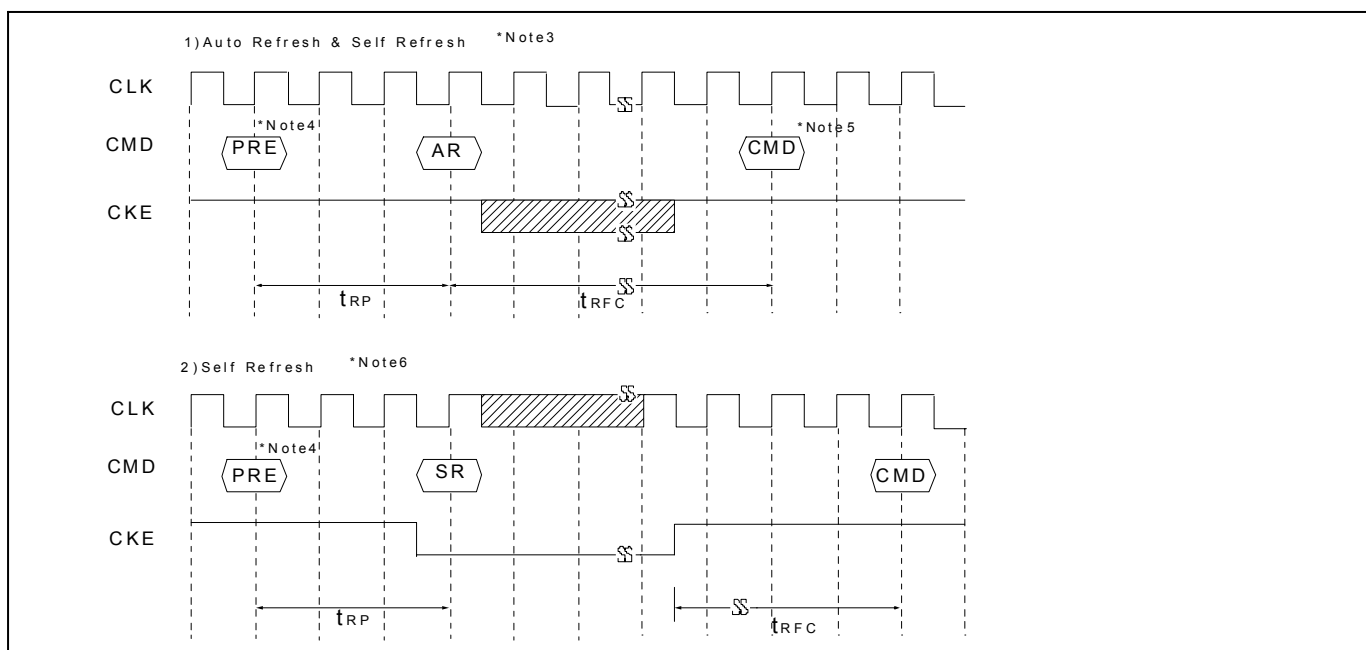 1)Auto Refresh & Self Refresh *Note3
CLK
*Note4 *Note5
CMD PRE AR CMD
CKE
tRP tRFC
2)Self Refresh *Note6
CLK
*Note4
CMD PRE SR CMD
CKE
tRP tRFC